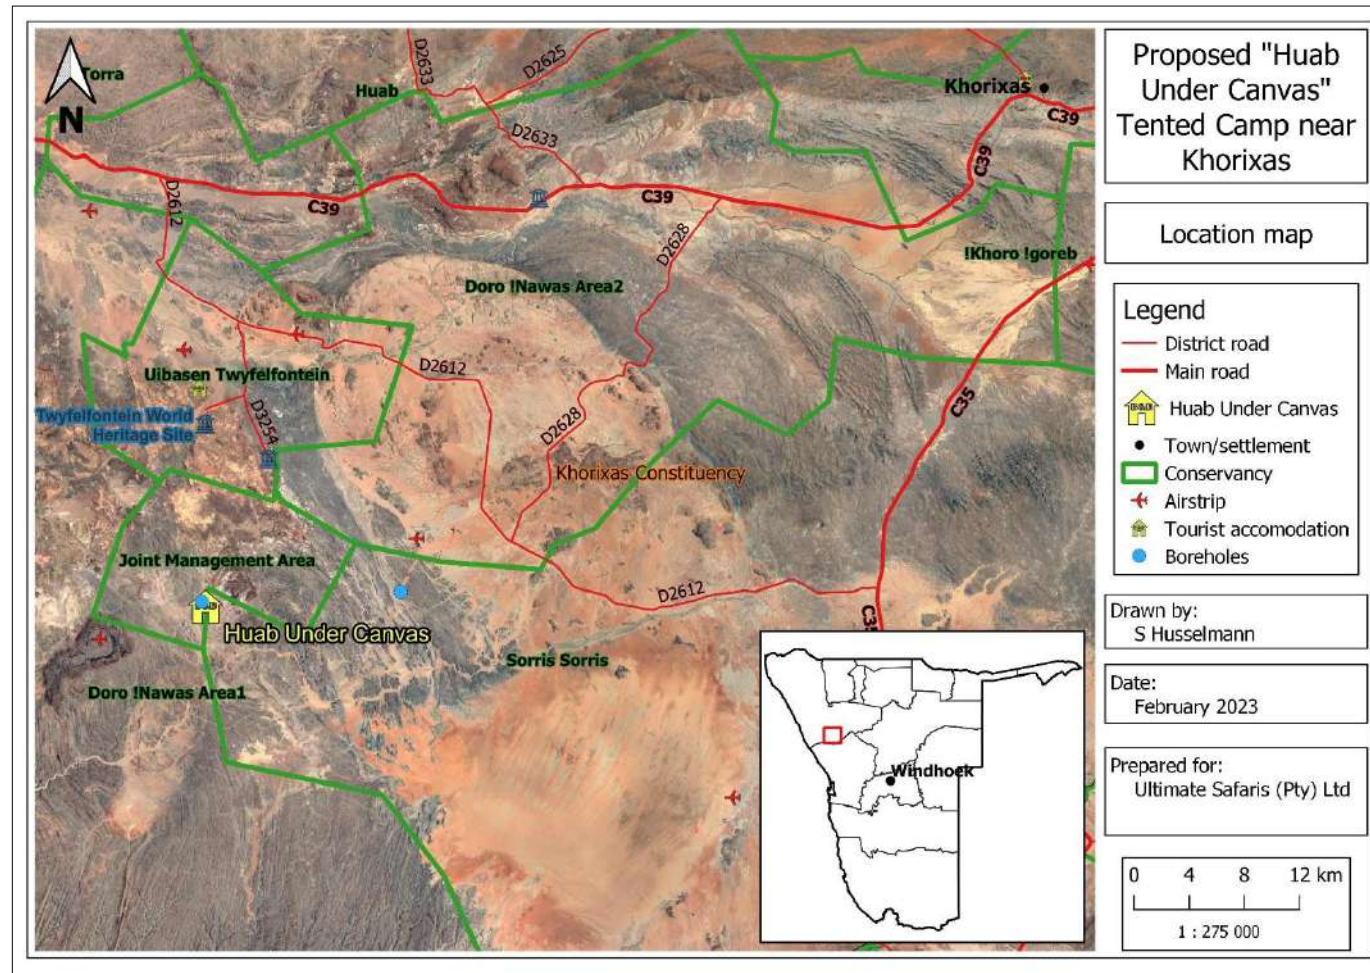 Proposed "Huab
Under Canvas"
Tented Camp near
Khorixas
Location map
Legend
District road
Main road
Huab Under Canvas
Town/settlement
Conservancy
Airstrip
Tourist accomodation
Boreholes
Drawn by:
S Husselmann
Date:
February 2023
Prepared for:
Ultimate Safaris (Pty) Ltd
0 4 8 12 km
1 : 275 000
N
Torra
Huab
D2633
D2625
Khorixas
C39
D2633
C39
D2612
C39
C39
D2628
!Khoro !goreb
Doro !Nawas Area2
Uibasen Twyfelfontein
D2612
Twyfelfontein World
Heritage Site
D3254
D2628
C35
Khorixas Constituency
Joint Management Area
D2612
C35
Huab Under Canvas
Sorris Sorris
Doro !Nawas Area1
Windhoek